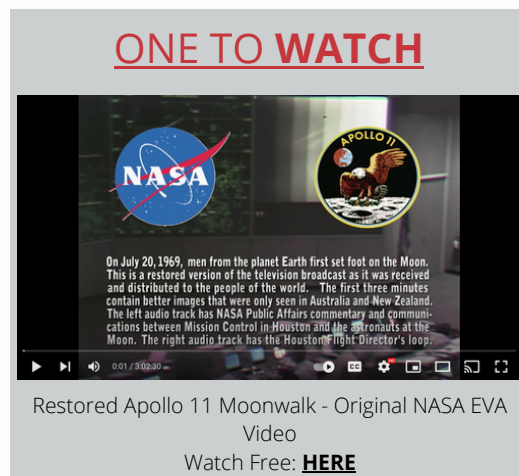 ONE TO WATCH
NASA
APOLLO 11
On July 20, 1969, men from the planet Earth first set foot on the Moon.
This is a restored version of the television broadcast as it was received
and distributed to the people of the world. The first three minutes
contain better images that were only seen in Australia and New Zealand.
The left audio track has NASA Public Affairs commentary and communi-
cations between Mission Control in Houston and the astronauts at the
Moon. The right audio track has the Houston Flight Director's loop.
0:01 / 3:02:30
CC
HD
Restored Apollo 11 Moonwalk - Original NASA EVA
Video
Watch Free: HERE